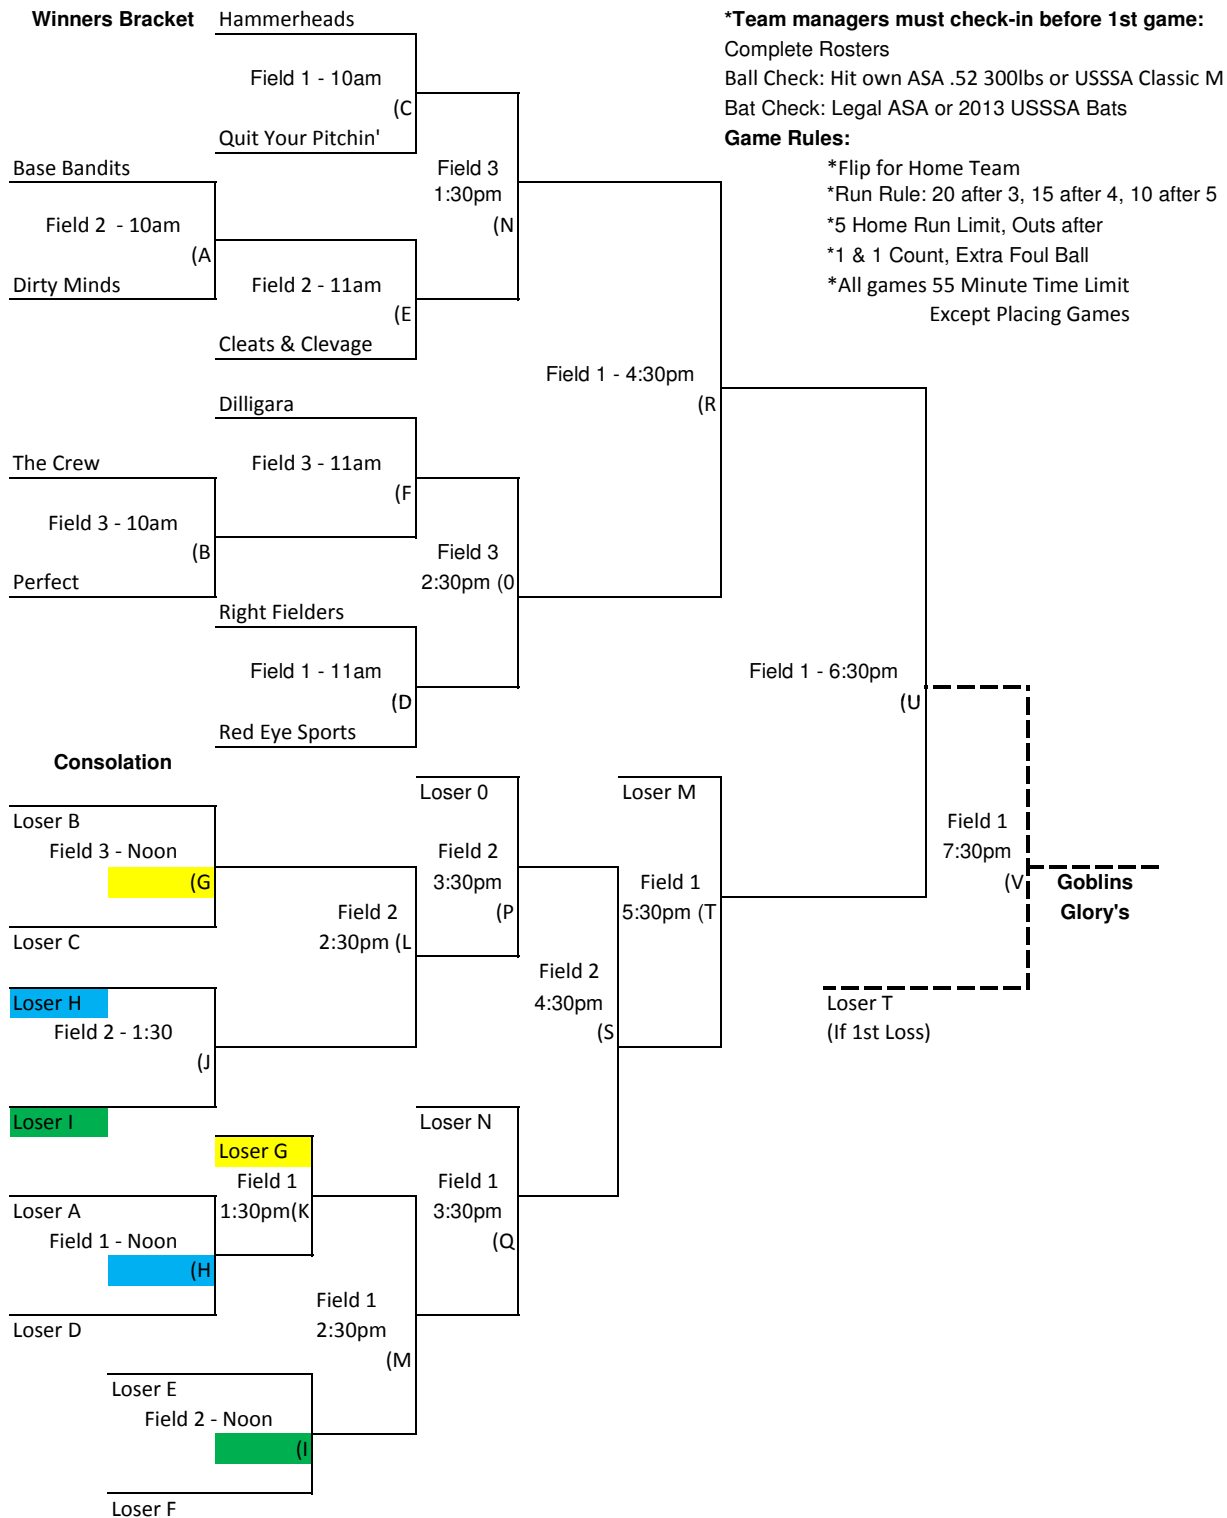 Winners Bracket
Hammerheads
*Team managers must check-in before 1st game:
Complete Rosters
Field 1 - 10am
Ball Check: Hit own ASA .52 300lbs or USSSA Classic M
(C
Bat Check: Legal ASA or 2013 USSSA Bats
Quit Your Pitchin'
Game Rules:
Base Bandits
Field 3
1:30pm
(N
*Flip for Home Team
*Run Rule: 20 after 3, 15 after 4, 10 after 5
*5 Home Run Limit, Outs after
*1 & 1 Count, Extra Foul Ball
*All games 55 Minute Time Limit
Except Placing Games
Field 2 - 10am
(A
Dirty Minds
Field 2 - 11am
(E
Cleats & Clevage
Field 1 - 4:30pm
(R
Dilligara
The Crew
Field 3 - 11am
(F
Field 3 - 10am
(B
Field 3
2:30pm (0
Perfect
Right Fielders
Field 1 - 11am
(D
Red Eye Sports
Field 1 - 6:30pm
(U
Consolation
Loser B
Field 3 - Noon
(G
Loser C
Loser 0
Field 2
3:30pm
(P
Loser M
Field 1
5:30pm (T
Field 1
7:30pm
(V
Goblins
Glory's
Field 2
2:30pm (L
Field 2
4:30pm
(S
Loser H
Field 2 - 1:30
(J
Loser I
Loser T
(If 1st Loss)
Loser N
Loser G
Field 1
1:30pm(K
Field 1
3:30pm
(Q
Loser A
Field 1 - Noon
(H
Loser D
Field 1
2:30pm
(M
Loser E
Field 2 - Noon
(I
Loser F